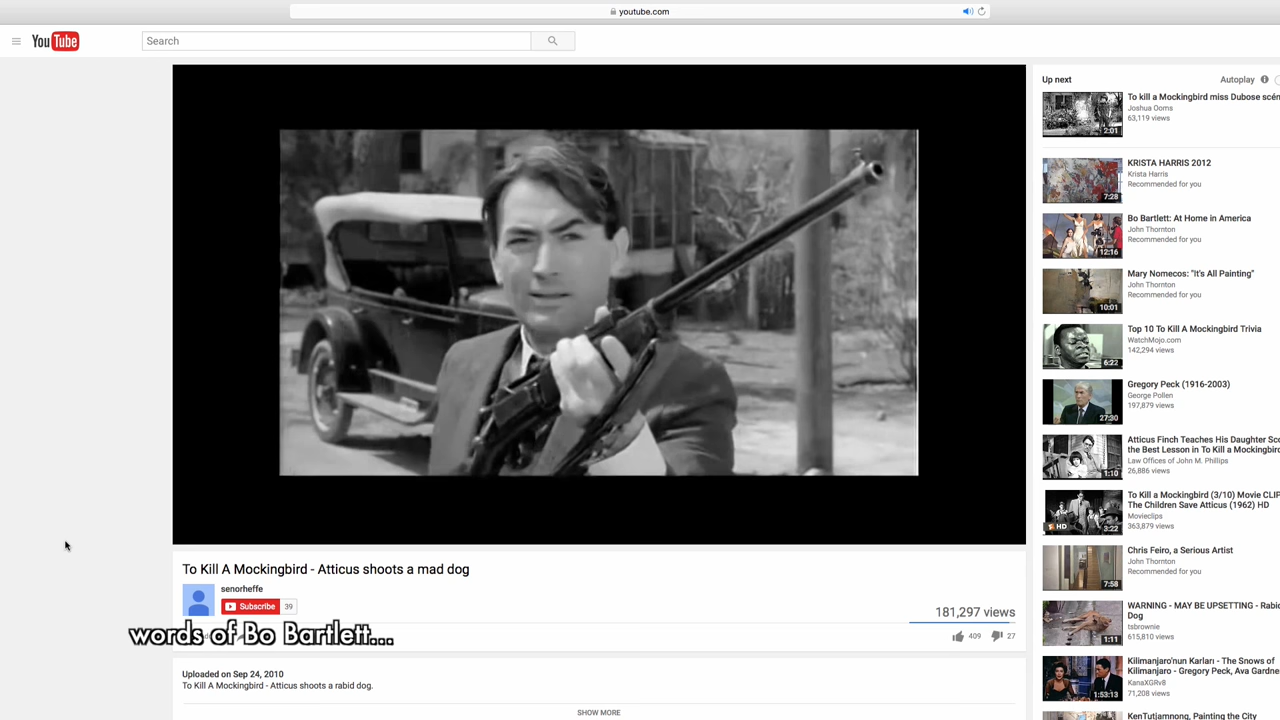 youtube.com
YouTube
Search
To Kill A Mockingbird - Atticus shoots a mad dog
senorheffe
Subscribe 39
181,297 views
words of Bo Bartlett...
409 27
Uploaded on Sep 24, 2010
To Kill A Mockingbird - Atticus shoots a rabid dog.
SHOW MORE
Up next Autoplay
To kill a Mockingbird miss Dubose scén
Joshua Ooms
63,119 views
2:01
KRISTA HARRIS 2012
Krista Harris
Recommended for you
7:28
Bo Bartlett: At Home in America
John Thornton
Recommended for you
12:16
Mary Nomecos: "It's All Painting"
John Thornton
Recommended for you
10:01
Top 10 To Kill A Mockingbird Trivia
WatchMojo.com
142,294 views
6:22
Gregory Peck (1916-2003)
George Pollen
197,879 views
27:30
Atticus Finch Teaches His Daughter Sco
the Best Lesson in To Kill a Mockingbird
Law Offices of John M. Phillips
26,886 views
1:10
To Kill a Mockingbird (3/10) Movie CLIP
The Children Save Atticus (1962) HD
Movieclips
363,879 views
HD 3:22
Chris Feiro, a Serious Artist
John Thornton
Recommended for you
7:58
WARNING - MAY BE UPSETTING - Rabid
Dog
tsbrownie
615,810 views
1:11
Kilimanjaro'nun Karları - The Snows of
Kilimanjaro - Gregory Peck, Ava Gardne
KanaXGRv8
71,208 views
1:53:13
KenTutjamnong, Painting the City